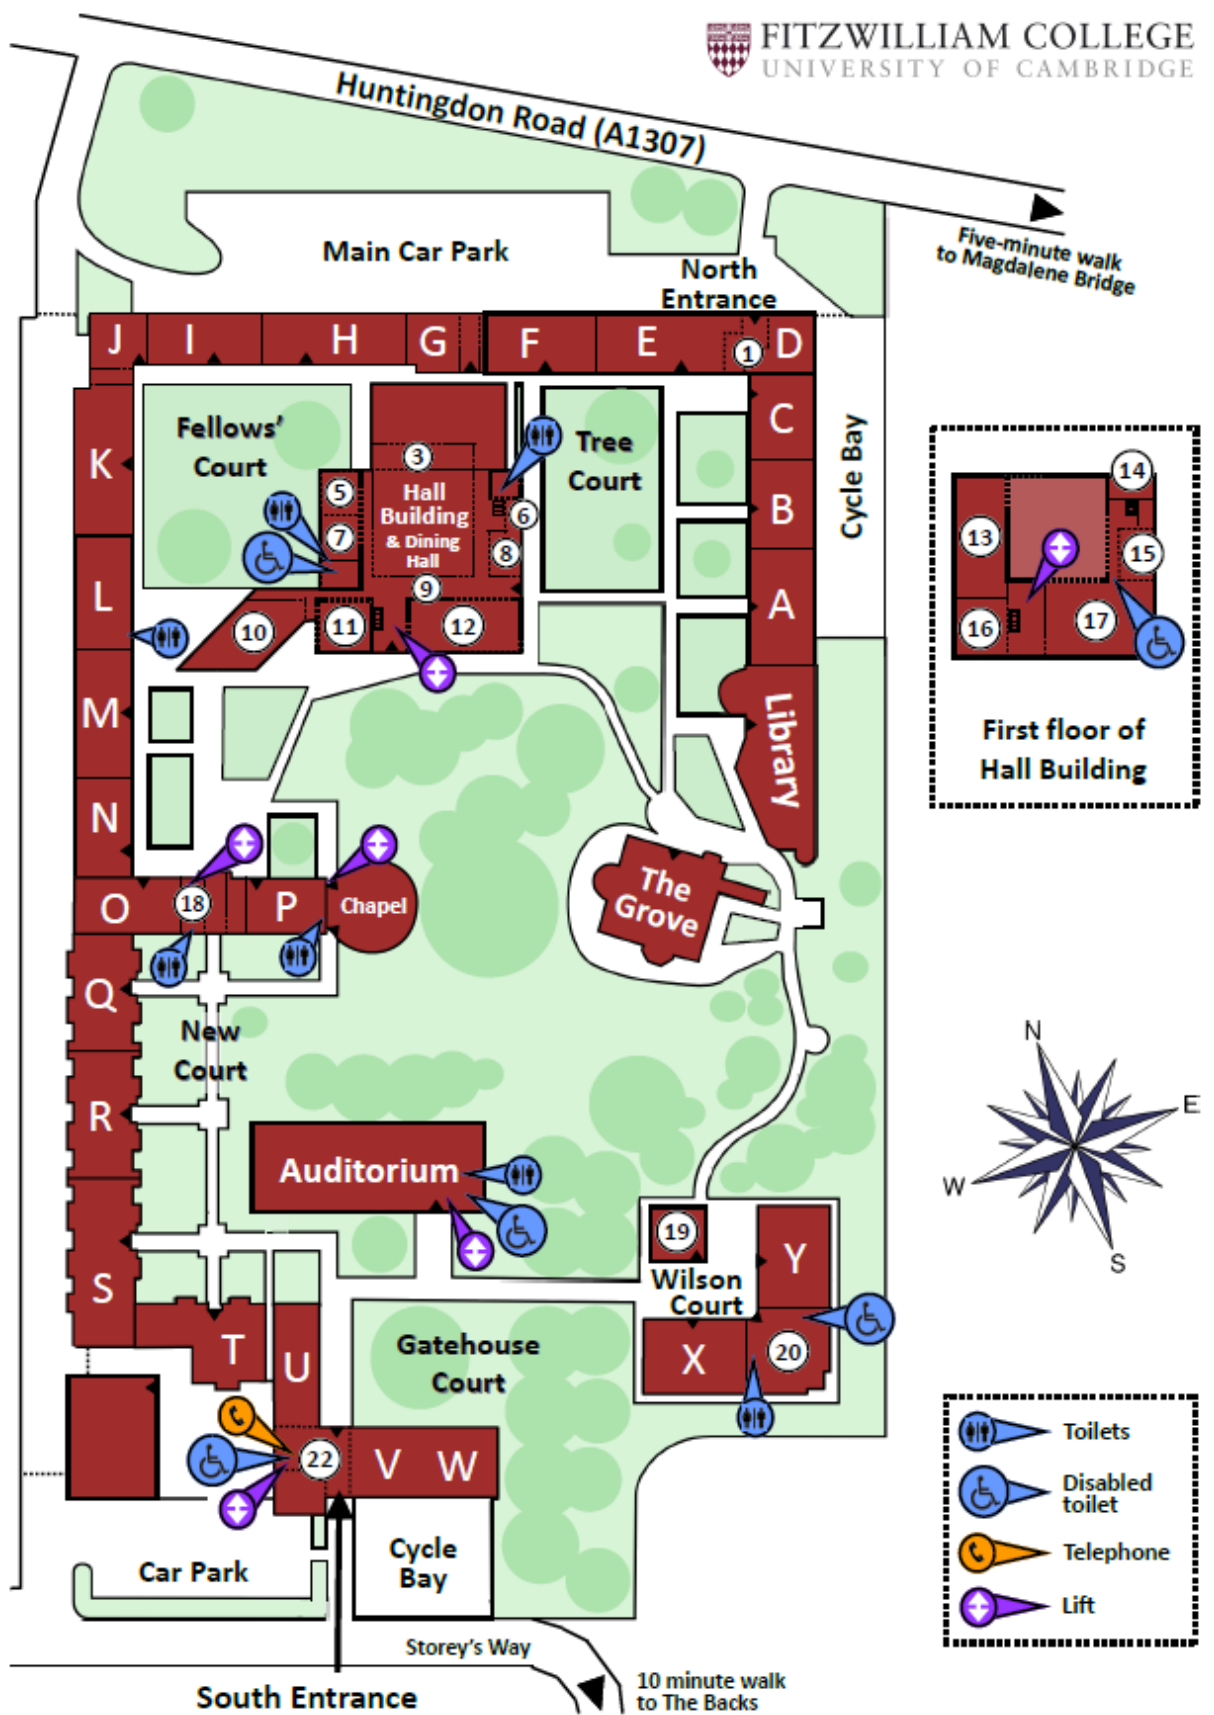 FITZWILLIAM COLLEGE
UNIVERSITY OF CAMBRIDGE
Huntingdon Road (A1307)
Five-minute walk
to Magdalene Bridge
Main Car Park
North
Entrance
J
I
H
G
F
E
1
D
Fellows'
Court
3
Hall
Building
& Dining
Hall
5
7
6
8
9
10
11
12
Tree
Court
C
B
A
Cycle Bay
K
L
M
N
Library
14
13
15
16
17
First floor of
Hall Building
O
18
P
Chapel
The
Grove
Q
R
S
New
Court
N
E
W
S
Auditorium
19
Wilson
Court
Y
X
20
T
U
Gatehouse
Court
22
V
W
Car Park
Cycle
Bay
Toilets
Disabled
toilet
Telephone
Lift
Storey's Way
South Entrance
10 minute walk
to The Backs